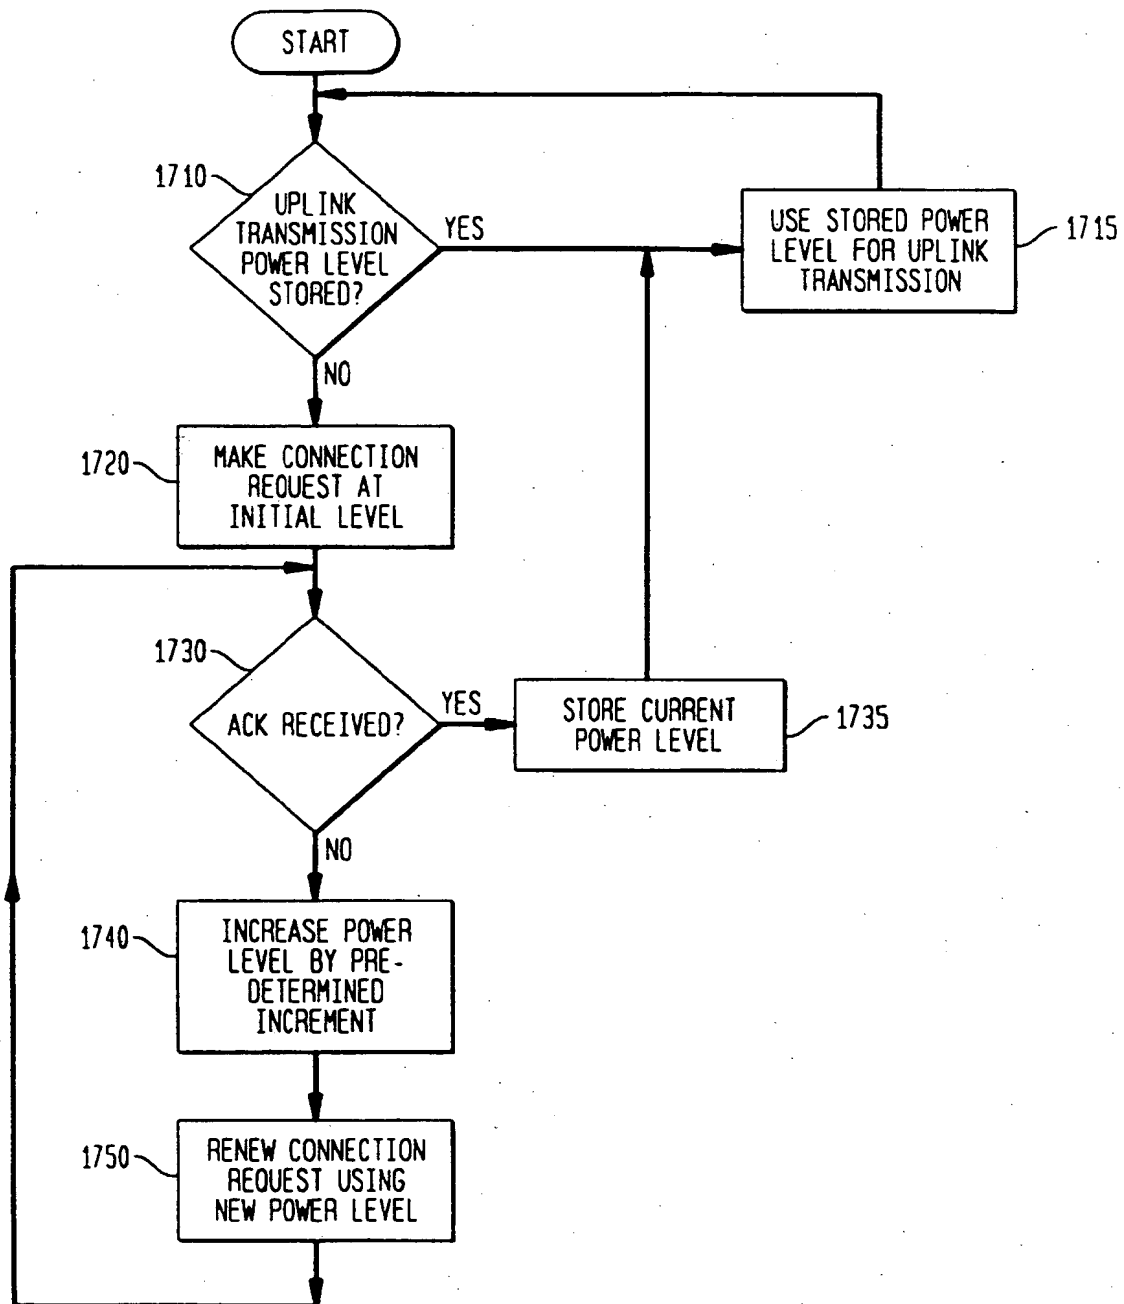 START
1710
UPLINK
TRANSMISSION
POWER LEVEL
STORED?
YES
USE STORED POWER
LEVEL FOR UPLINK
TRANSMISSION
1715
NO
1720
MAKE CONNECTION
REQUEST AT
INITIAL LEVEL
1730
ACK RECEIVED?
YES
STORE CURRENT
POWER LEVEL
1735
NO
1740
INCREASE POWER
LEVEL BY PRE-
DETERMINED
INCREMENT
1750
RENEW CONNECTION
REQUEST USING
NEW POWER LEVEL